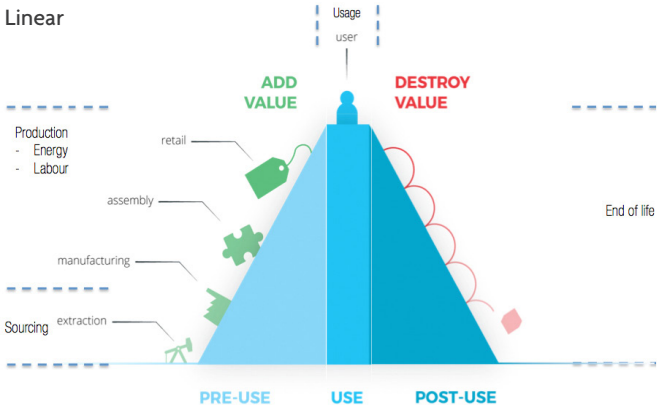 Linear
Usage
user
ADD
VALUE
DESTROY
VALUE
Production
- Energy
- Labour
retail
assembly
End of life
manufacturing
Sourcing
extraction
PRE-USE
USE
POST-USE